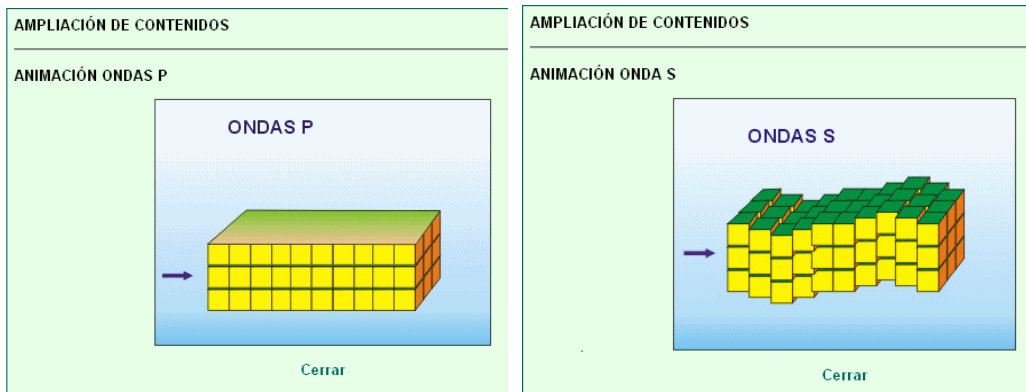 AMPLIACIÓN DE CONTENIDOS
ANIMACIÓN ONDAS P
ONDAS P
Cerrar
AMPLIACIÓN DE CONTENIDOS
ANIMACIÓN ONDA S
ONDAS S
Cerrar